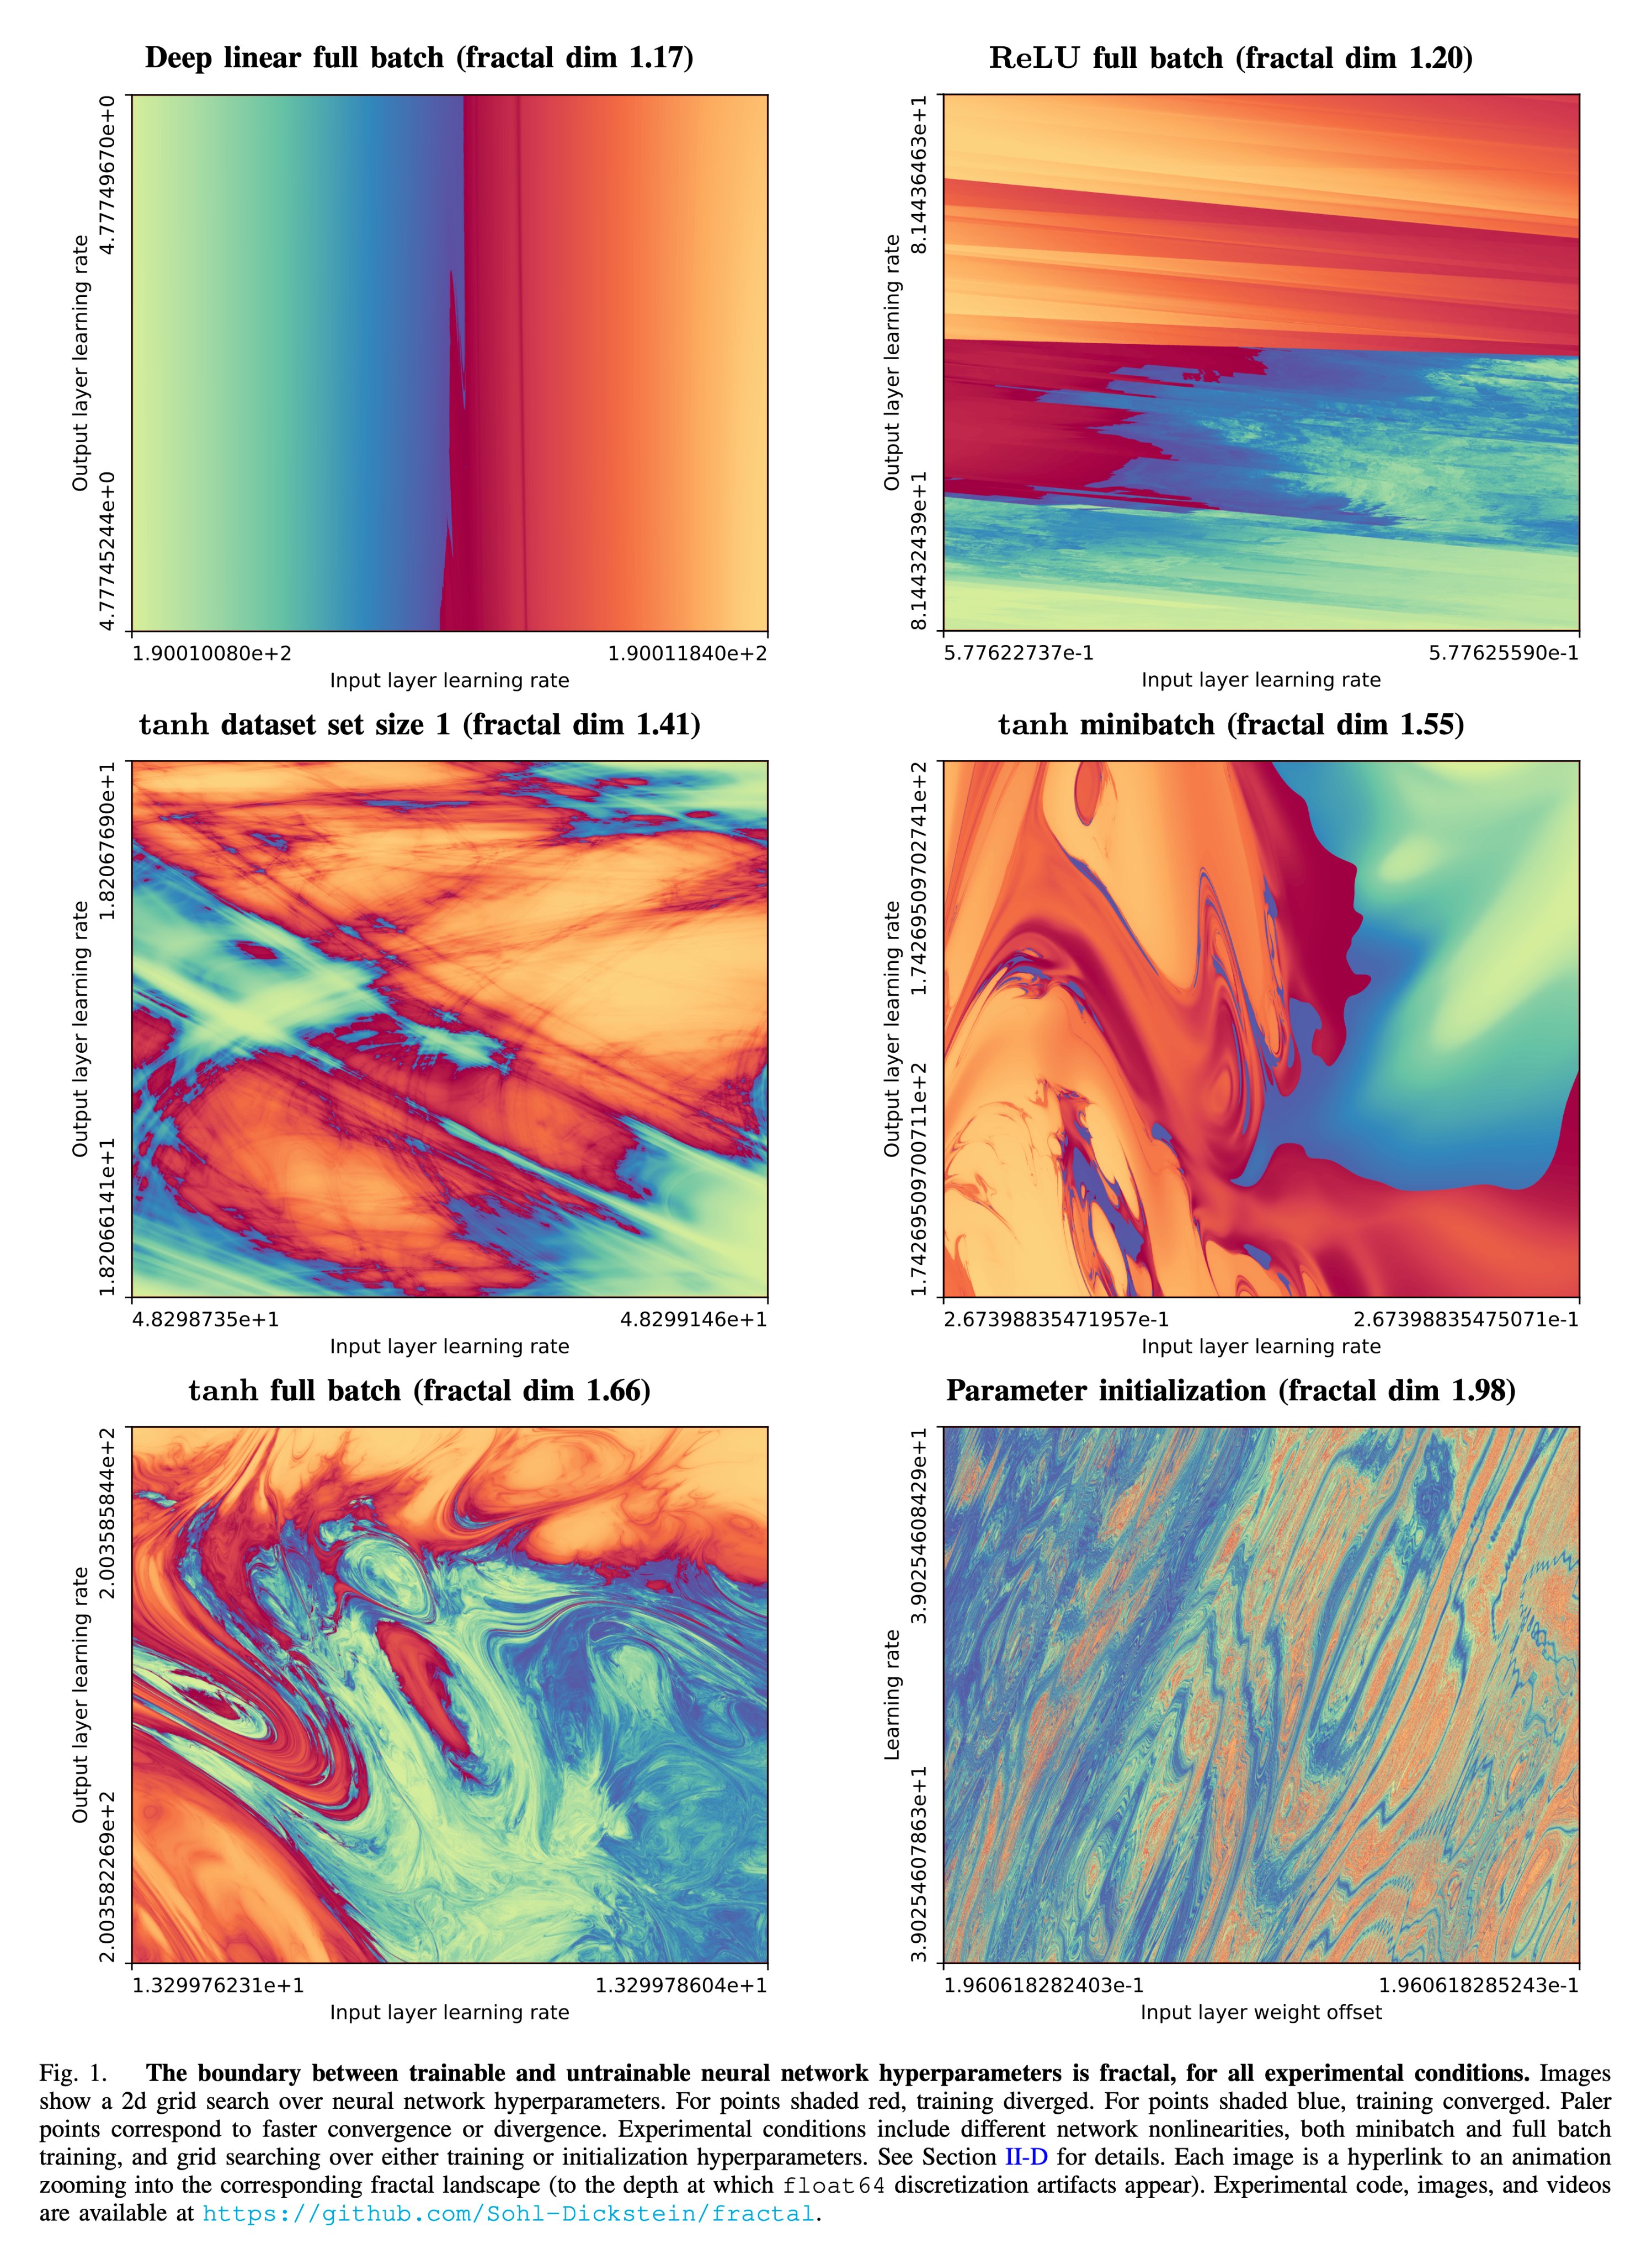 Deep linear full batch (fractal dim 1.17)
4.77749670e+0
Output layer learning rate
4.77745244e+0
1.90010080e+2
1.90011840e+2
Input layer learning rate
ReLU full batch (fractal dim 1.20)
8.14436463e+1
Output layer learning rate
8.14432439e+1
5.77622737e-1
5.77625590e-1
Input layer learning rate
tanh dataset set size 1 (fractal dim 1.41)
1.82067690e+1
Output layer learning rate
1.82066141e+1
4.8298735e+1
4.8299146e+1
Input layer learning rate
tanh minibatch (fractal dim 1.55)
1.74269509702741e+2
Output layer learning rate
1.74269509700711e+2
2.67398835471957e-1
2.67398835475071e-1
Input layer learning rate
tanh full batch (fractal dim 1.66)
2.003585844e+2
Output layer learning rate
2.003582269e+2
1.329976231e+1
1.329978604e+1
Input layer learning rate
Parameter initialization (fractal dim 1.98)
3.90254608429e+1
Learning rate
3.90254607863e+1
1.960618282403e-1
1.960618285243e-1
Input layer weight offset
Fig. 1. The boundary between trainable and untrainable neural network hyperparameters is fractal, for all experimental conditions. Images
show a 2d grid search over neural network hyperparameters. For points shaded red, training diverged. For points shaded blue, training converged. Paler
points correspond to faster convergence or divergence. Experimental conditions include different network nonlinearities, both minibatch and full batch
training, and grid searching over either training or initialization hyperparameters. See Section II-D for details. Each image is a hyperlink to an animation
zooming into the corresponding fractal landscape (to the depth at which float64 discretization artifacts appear). Experimental code, images, and videos
are available at https://github.com/Sohl-Dickstein/fractal.